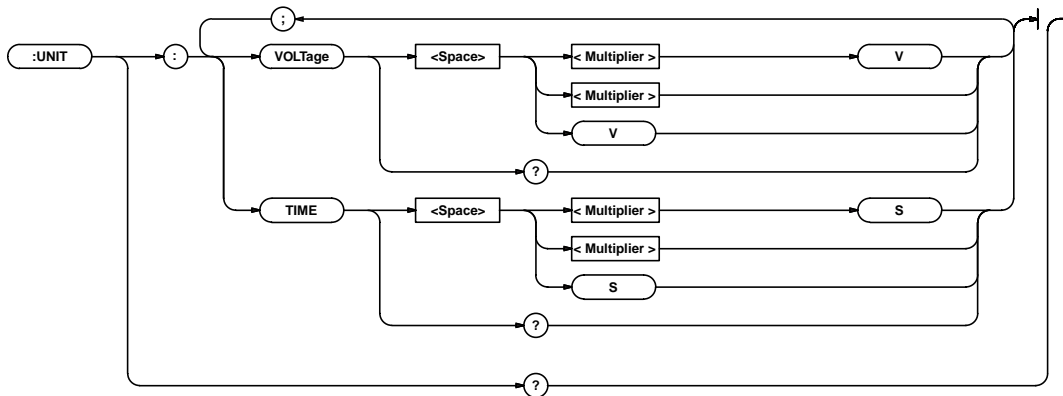 ;
:UNIT : VOLTage <Space> < Multiplier > V
< Multiplier >
V
?
TIME <Space> < Multiplier > S
< Multiplier >
S
?
?